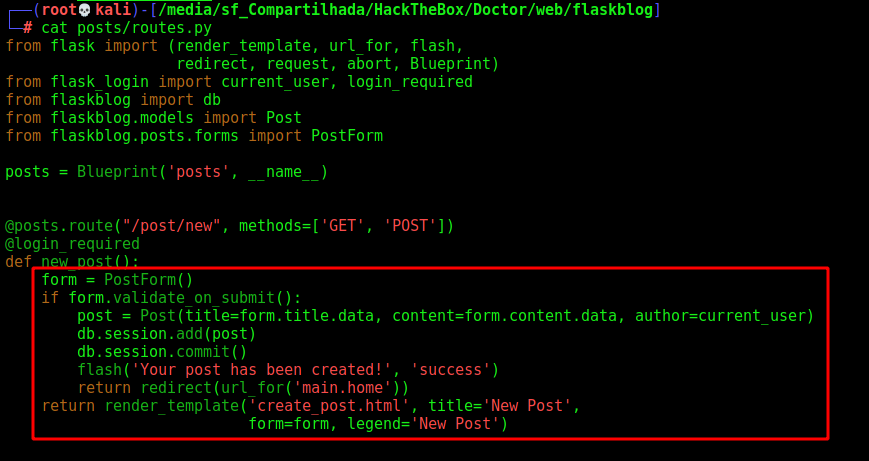 ┌──(root💀kali)-[/media/sf_Compartilhada/HackTheBox/Doctor/web/flaskblog]
└─# cat posts/routes.py
from flask import (render_template, url_for, flash,
                   redirect, request, abort, Blueprint)
from flask_login import current_user, login_required
from flaskblog import db
from flaskblog.models import Post
from flaskblog.posts.forms import PostForm

posts = Blueprint('posts', __name__)


@posts.route("/post/new", methods=['GET', 'POST'])
@login_required
def new_post():
    form = PostForm()
    if form.validate_on_submit():
        post = Post(title=form.title.data, content=form.content.data, author=current_user)
        db.session.add(post)
        db.session.commit()
        flash('Your post has been created!', 'success')
        return redirect(url_for('main.home'))
    return render_template('create_post.html', title='New Post',
                           form=form, legend='New Post')